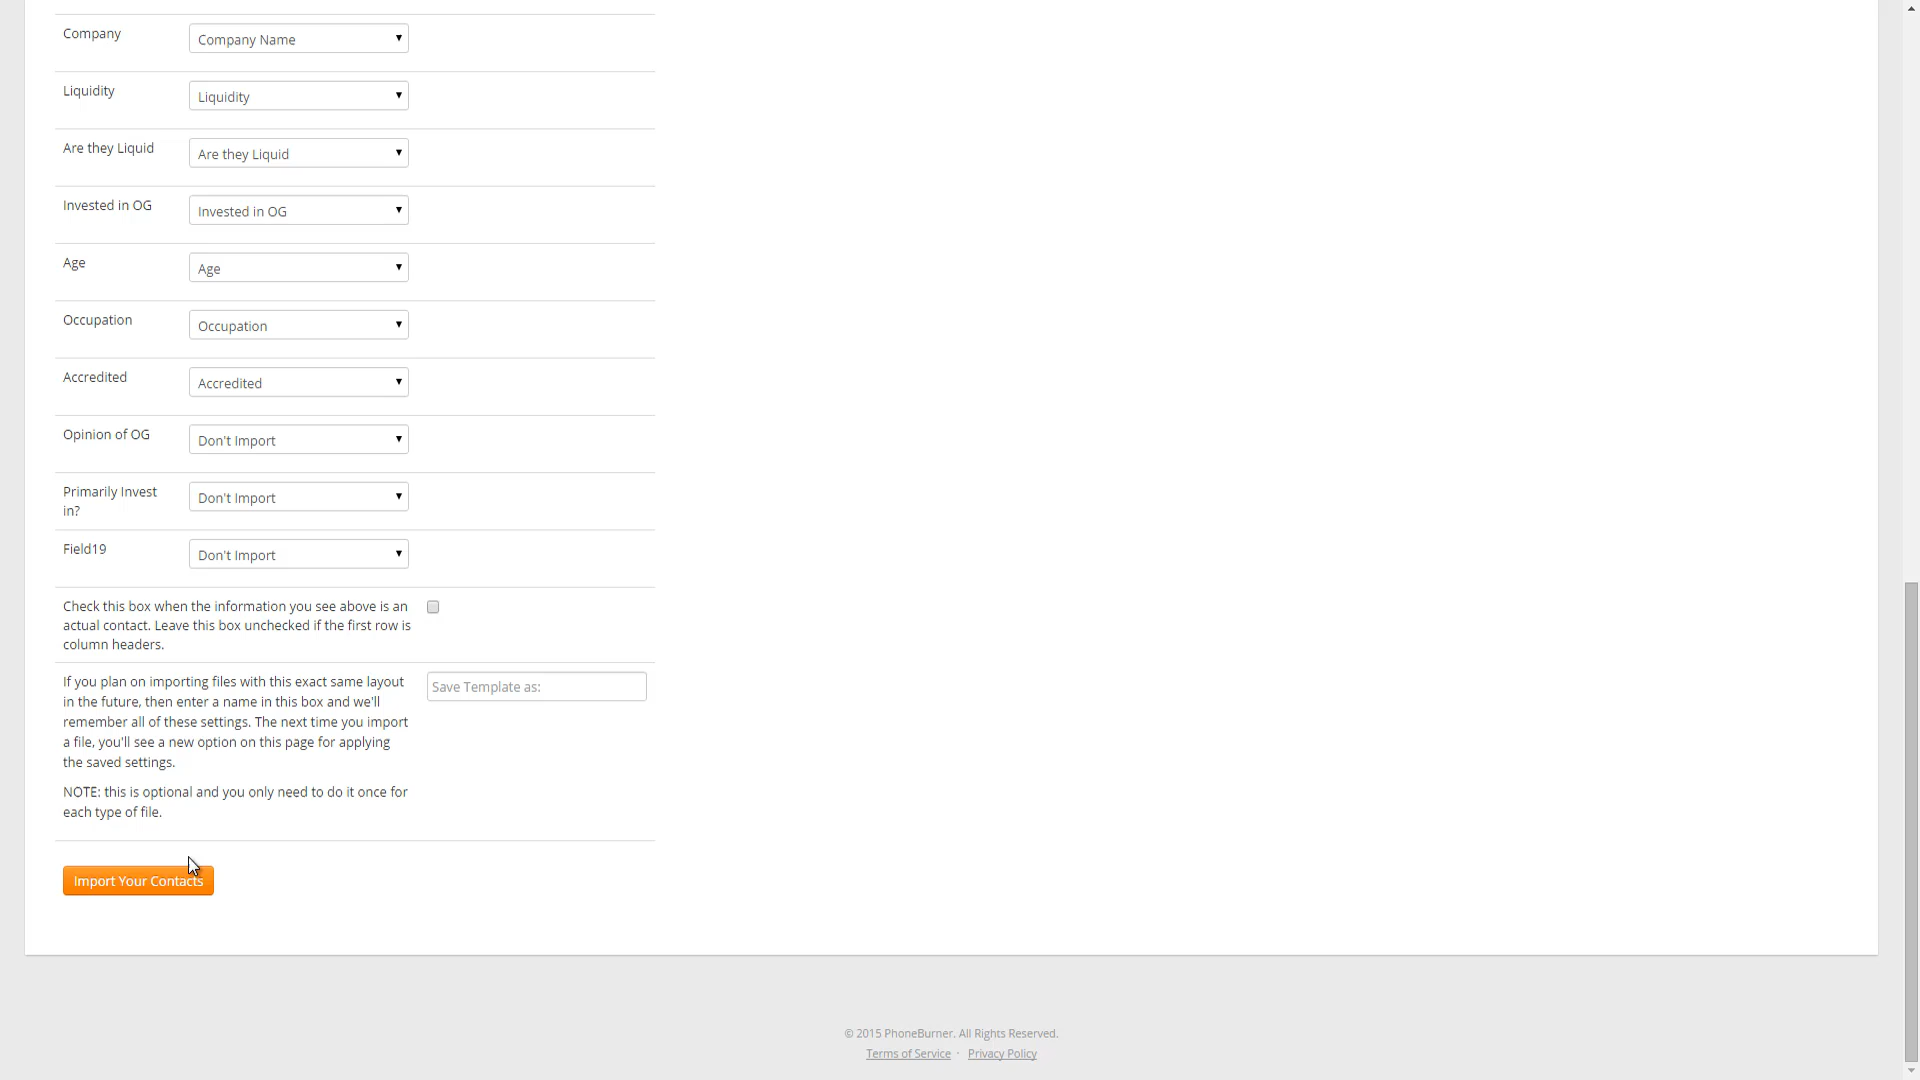 Company
Company Name
Liquidity
Liquidity
Are they Liquid
Are they Liquid
Invested in OG
Invested in OG
Age
Age
Occupation
Occupation
Accredited
Accredited
Opinion of OG
Don't Import
Primarily Invest
in?
Don't Import
Field19
Don't Import
Check this box when the information you see above is an
actual contact. Leave this box unchecked if the first row is
column headers.
If you plan on importing files with this exact same layout
in the future, then enter a name in this box and we'll
remember all of these settings. The next time you import
a file, you'll see a new option on this page for applying
the saved settings.
NOTE: this is optional and you only need to do it once for
each type of file.
Save Template as:
Import Your Contacts
© 2015 PhoneBurner. All Rights Reserved.
Terms of Service · Privacy Policy